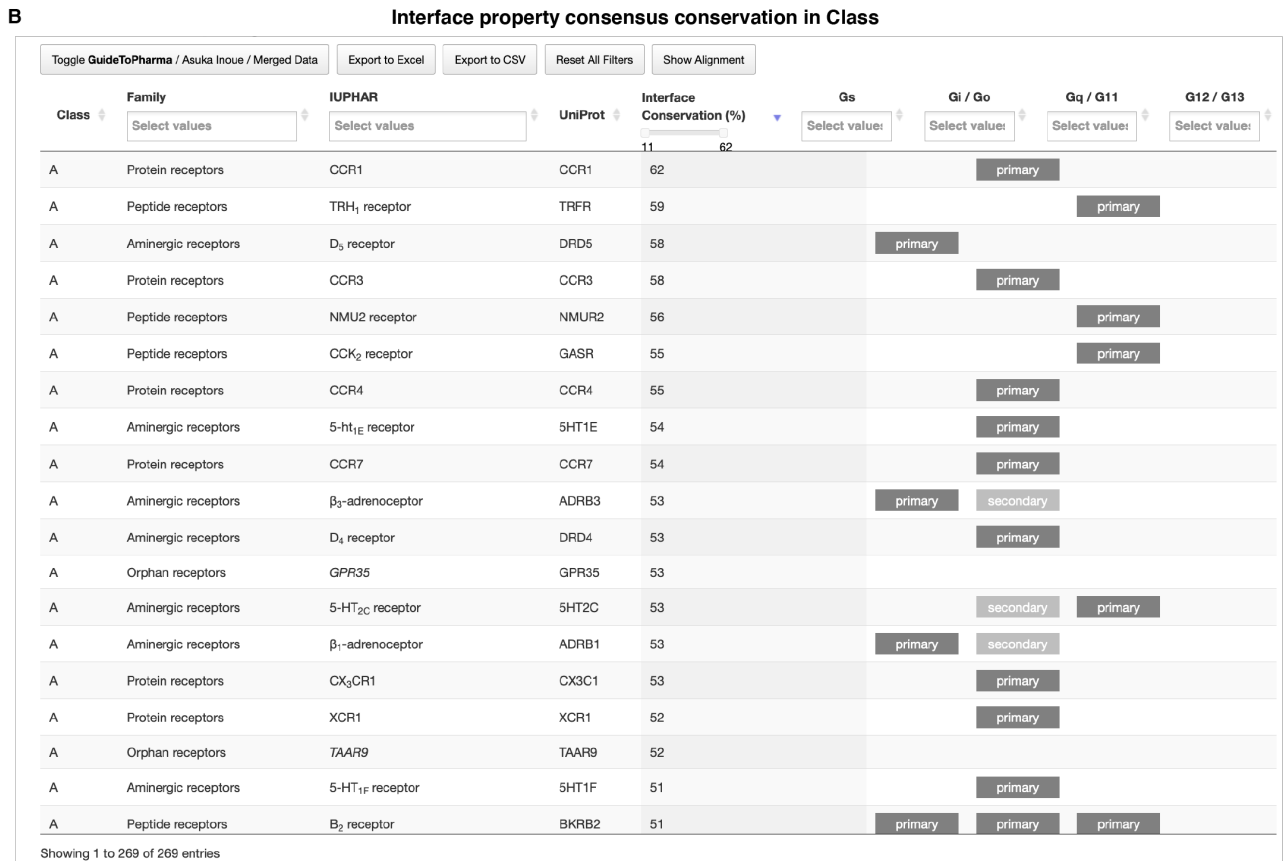 B
Interface property consensus conservation in Class
Toggle GuideToPharma / Asuka Inoue / Merged Data Export to Excel Export to CSV Reset All Filters Show Alignment
Class Family IUPHAR UniProt Interface Conservation (%) Gs Gi / Go Gq / G11 G12 / G13
Select values Select values Select values Select values Select values Select values
11 62
A Protein receptors CCR1 CCR1 62 primary
A Peptide receptors TRH₁ receptor TRFR 59 primary
A Aminergic receptors D₅ receptor DRD5 58 primary
A Protein receptors CCR3 CCR3 58 primary
A Peptide receptors NMU2 receptor NMUR2 56 primary
A Peptide receptors CCK₂ receptor GASR 55 primary
A Protein receptors CCR4 CCR4 55 primary
A Aminergic receptors 5-ht₁E receptor 5HT1E 54 primary
A Protein receptors CCR7 CCR7 54 primary
A Aminergic receptors β₃-adrenoceptor ADRB3 53 primary secondary
A Aminergic receptors D₄ receptor DRD4 53 primary
A Orphan receptors GPR35 GPR35 53
A Aminergic receptors 5-HT₂C receptor 5HT2C 53 secondary primary
A Aminergic receptors β₁-adrenoceptor ADRB1 53 primary secondary
A Protein receptors CX₃CR1 CX3C1 53 primary
A Protein receptors XCR1 XCR1 52 primary
A Orphan receptors TAAR9 TAAR9 52
A Aminergic receptors 5-HT₁F receptor 5HT1F 51 primary
A Peptide receptors B₂ receptor BKRB2 51 primary primary primary
Showing 1 to 269 of 269 entries